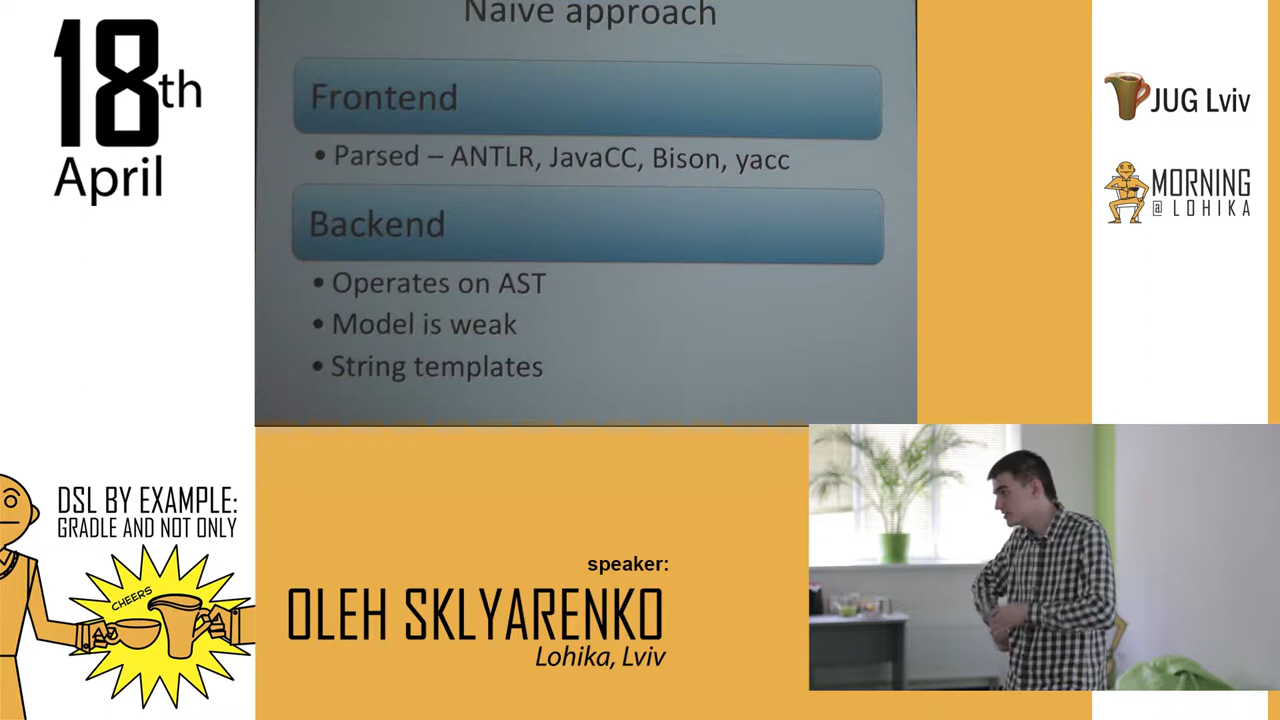 18th
April
Naive approach
Frontend
• Parsed – ANTLR, JavaCC, Bison, yacc
Backend
• Operates on AST
• Model is weak
• String templates
JUG Lviv
MORNING
@ LOHIKA
DSL BY EXAMPLE:
GRADLE AND NOT ONLY
CHEERS
speaker:
OLEH SKLYARENKO
Lohika, Lviv